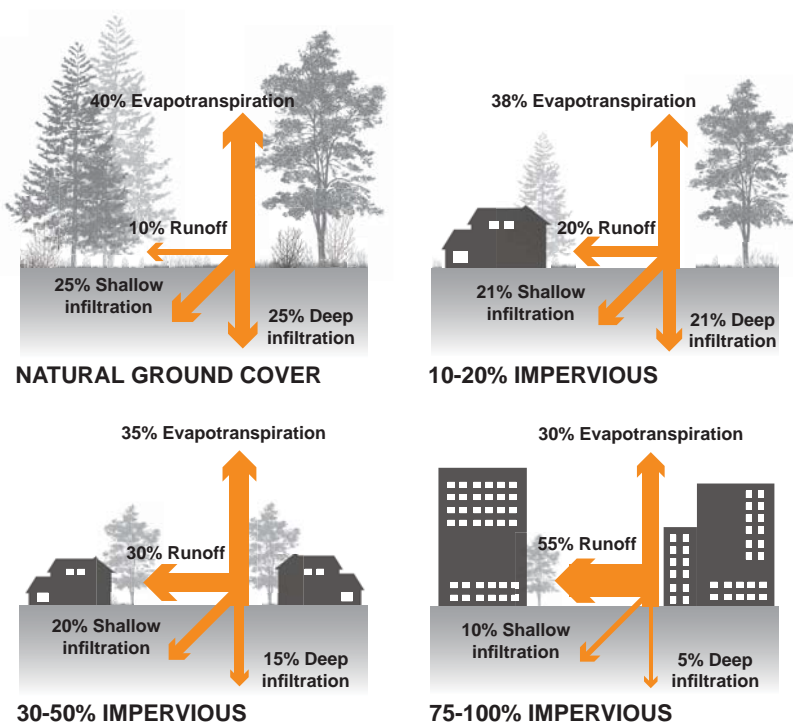 40% Evapotranspiration
10% Runoff
25% Shallow
infiltration
25% Deep
infiltration
NATURAL GROUND COVER
38% Evapotranspiration
20% Runoff
21% Shallow
infiltration
21% Deep
infiltration
10-20% IMPERVIOUS
35% Evapotranspiration
30% Runoff
20% Shallow
infiltration
15% Deep
infiltration
30-50% IMPERVIOUS
30% Evapotranspiration
55% Runoff
10% Shallow
infiltration
5% Deep
infiltration
75-100% IMPERVIOUS